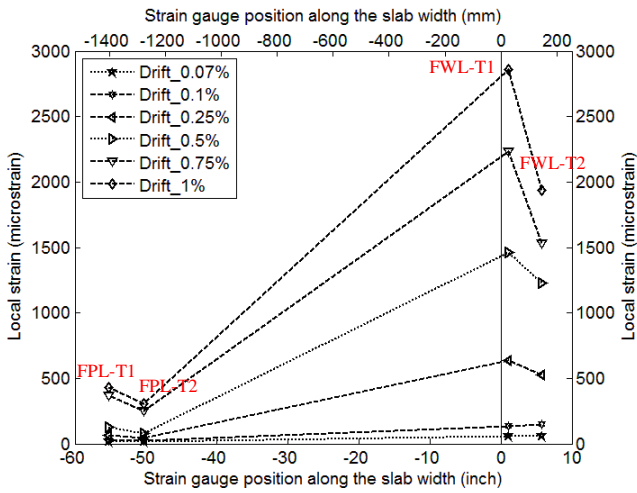 Strain gauge position along the slab width (mm)
-1400 -1200 -1000 -800 -600 -400 -200 0 200
3000 3000
FWL-T1
Drift_0.07%
Drift_0.1%
Drift_0.25%
Drift_0.5%
Drift_0.75%
Drift_1%
2500 2500
FWL-T2
2000 2000
Local strain (microstrain)
Local strain (microstrain)
1500 1500
1000 1000
FPL-T1
FPL-T2
500 500
0 0
-60 -50 -40 -30 -20 -10 0 10
Strain gauge position along the slab width (inch)